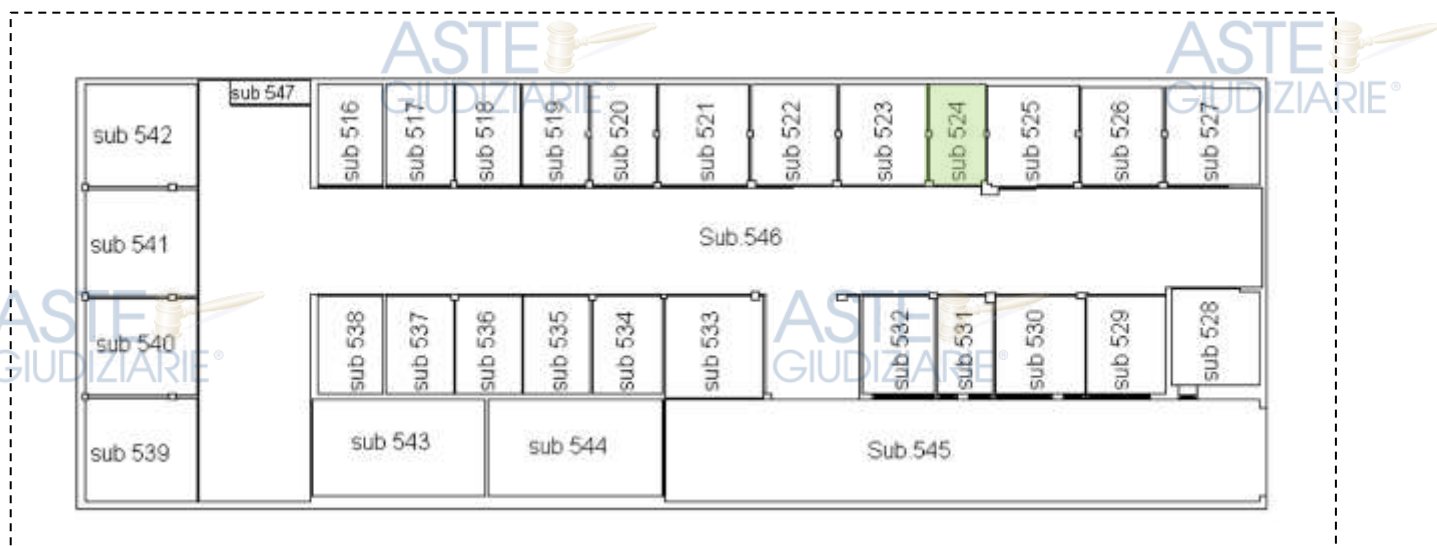 ASTE
GIUDIZIARIE®
ASTE
GIUDIZIARIE®
sub 547
sub 542
sub 516
sub 517
sub 518
sub 519
sub 520
sub 521
sub 522
sub 523
sub 524
sub 525
sub 526
sub 527
sub 541
Sub.546
ASTE
GIUDIZIARIE®
ASTE
GIUDIZIARIE®
sub 540
sub 538
sub 537
sub 536
sub 535
sub 534
sub 533
sub 532
sub 531
sub 530
sub 529
sub 528
sub 539
sub 543
sub 544
Sub.545